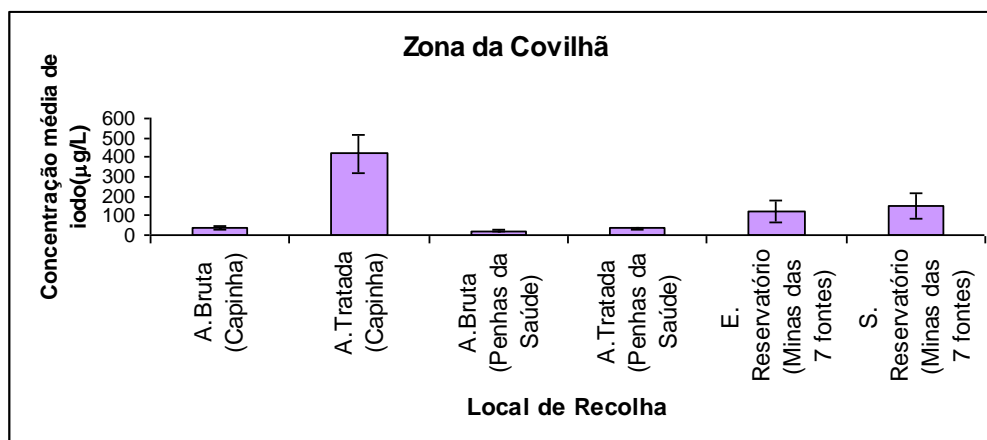 Zona da Covilhã
Concentração média de
iodo(µg/L)
600
500
400
300
200
100
0
A.Bruta
(Capinha)
A.Tratada
(Capinha)
A.Bruta
(Penhas da
Saúde)
A.Tratada
(Penhas da
Saúde)
E.
Reservatório
(Minas das
7 fontes)
S.
Reservatório
(Minas das
7 fontes)
Local de Recolha